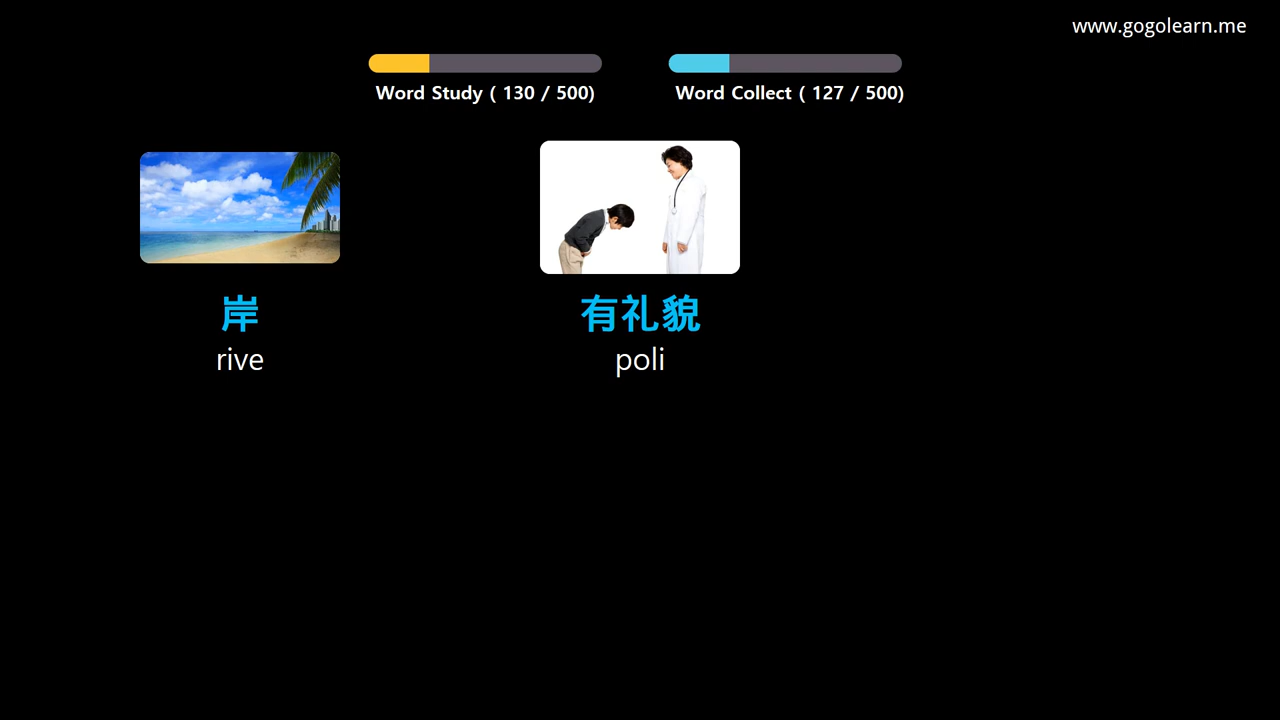 www.gogolearn.me
Word Study ( 130 / 500)
Word Collect ( 127 / 500)
岸
rive
有礼貌
poli